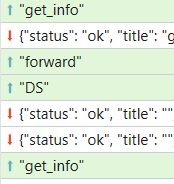 "get_info"
{"status": "ok", "title": "g
"forward"
"DS"
{"status": "ok", "title": ""
{"status": "ok", "title": ""
"get_info"